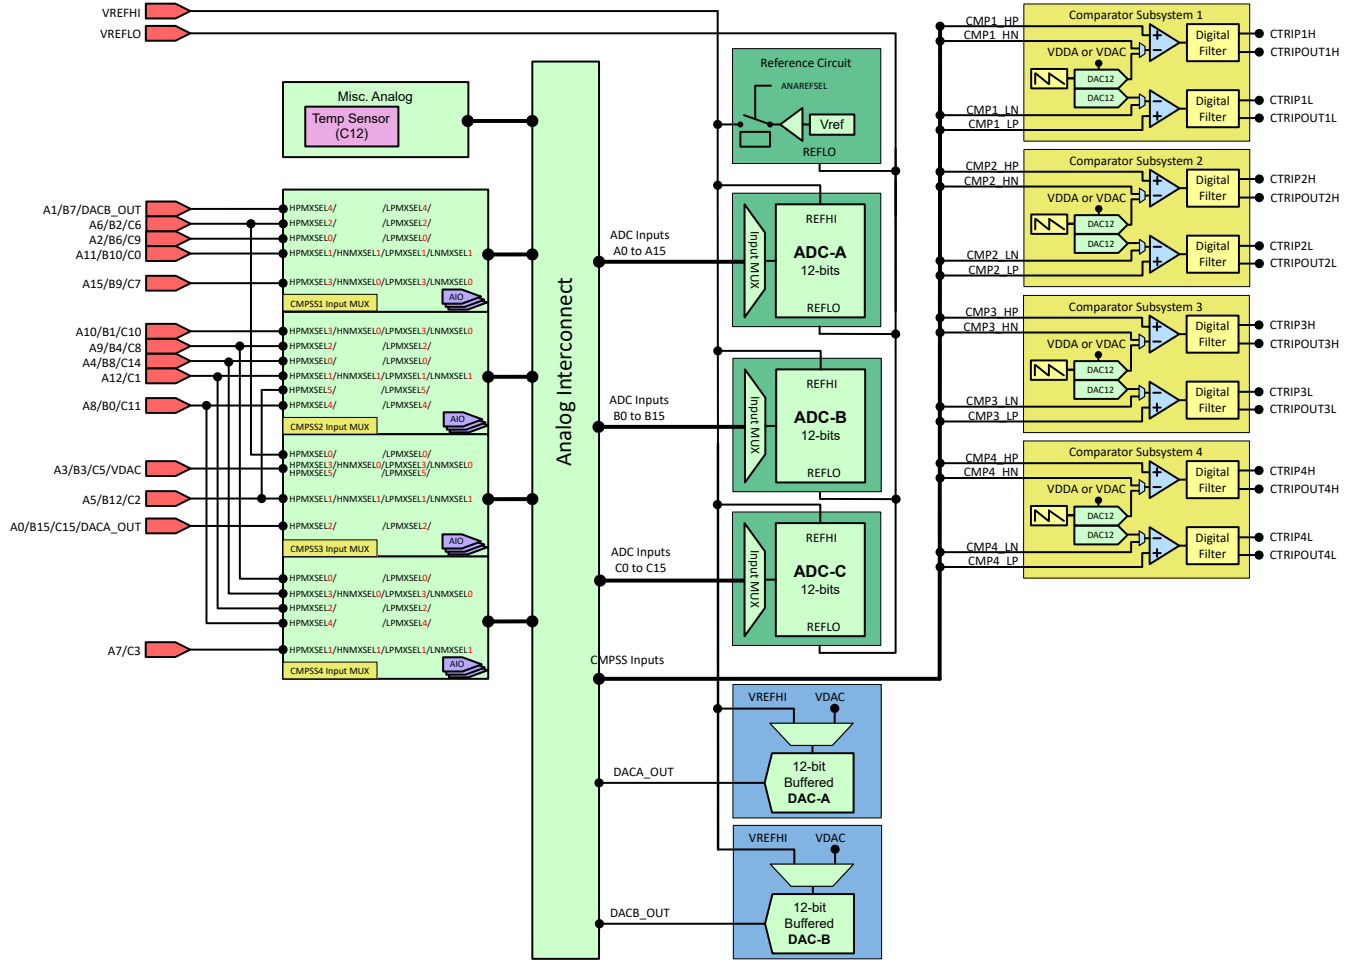 VREFHI
VREFLO
Misc. Analog
Temp Sensor
(C12)
A1/B7/DACB_OUT
A6/B2/C6
A2/B6/C9
A11/B10/C0
A15/B9/C7
HPMXSEL4/ /LPMXSEL4/
HPMXSEL2/ /LPMXSEL2/
HPMXSEL0/ /LPMXSEL0/
HPMXSEL1/HNMXSEL1/LPMXSEL1/LNMXSEL1
HPMXSEL3/HNMXSEL0/LPMXSEL3/LNMXSEL0
CMPSS1 Input MUX
AIO
A10/B1/C10
A9/B4/C8
A4/B8/C14
A12/C1
A8/B0/C11
HPMXSEL3/HNMXSEL0/LPMXSEL3/LNMXSEL0
HPMXSEL2/ /LPMXSEL2/
HPMXSEL0/ /LPMXSEL0/
HPMXSEL1/HNMXSEL1/LPMXSEL1/LNMXSEL1
HPMXSEL5/ /LPMXSEL5/
HPMXSEL4/ /LPMXSEL4/
CMPSS2 Input MUX
AIO
A3/B3/C5/VDAC
A5/B12/C2
A0/B15/C15/DACA_OUT
HPMXSEL0/ /LPMXSEL0/
HPMXSEL3/HNMXSEL0/LPMXSEL3/LNMXSEL0
HPMXSEL5/ /LPMXSEL5/
HPMXSEL1/HNMXSEL1/LPMXSEL1/LNMXSEL1
HPMXSEL2/ /LPMXSEL2/
CMPSS3 Input MUX
AIO
A7/C3
HPMXSEL0/ /LPMXSEL0/
HPMXSEL3/HNMXSEL0/LPMXSEL3/LNMXSEL0
HPMXSEL2/ /LPMXSEL2/
HPMXSEL4/ /LPMXSEL4/
HPMXSEL1/HNMXSEL1/LPMXSEL1/LNMXSEL1
CMPSS4 Input MUX
AIO
Analog Interconnect
Reference Circuit
ANAREFSEL
Vref
REFLO
ADC Inputs
A0 to A15
Input MUX
REFHI
ADC-A
12-bits
REFLO
ADC Inputs
B0 to B15
Input MUX
REFHI
ADC-B
12-bits
REFLO
ADC Inputs
C0 to C15
Input MUX
REFHI
ADC-C
12-bits
REFLO
CMPSS Inputs
VREFHI VDAC
DACA_OUT
12-bit
Buffered
DAC-A
VREFHI VDAC
DACB_OUT
12-bit
Buffered
DAC-B
Comparator Subsystem 1
CMP1_HP
CMP1_HN
VDDA or VDAC
DAC12
DAC12
CMP1_LN
CMP1_LP
Digital
Filter
Digital
Filter
CTRIP1H
CTRIPOUT1H
CTRIP1L
CTRIPOUT1L
Comparator Subsystem 2
CMP2_HP
CMP2_HN
VDDA or VDAC
DAC12
DAC12
CMP2_LN
CMP2_LP
Digital
Filter
Digital
Filter
CTRIP2H
CTRIPOUT2H
CTRIP2L
CTRIPOUT2L
Comparator Subsystem 3
CMP3_HP
CMP3_HN
VDDA or VDAC
DAC12
DAC12
CMP3_LN
CMP3_LP
Digital
Filter
Digital
Filter
CTRIP3H
CTRIPOUT3H
CTRIP3L
CTRIPOUT3L
Comparator Subsystem 4
CMP4_HP
CMP4_HN
VDDA or VDAC
DAC12
DAC12
CMP4_LN
CMP4_LP
Digital
Filter
Digital
Filter
CTRIP4H
CTRIPOUT4H
CTRIP4L
CTRIPOUT4L